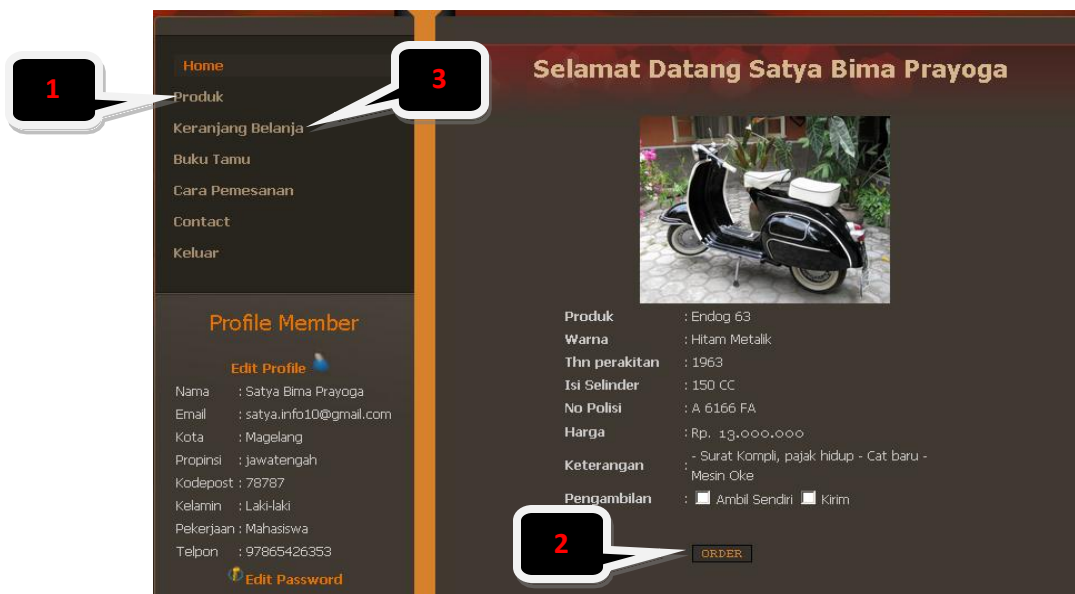 1
3
Home
Produk
Keranjang Belanja
Buku Tamu
Cara Pemesanan
Contact
Keluar
Profile Member
Edit Profile
Nama : Satya Bima Prayoga
Email : satya.info10@gmail.com
Kota : Magelang
Propinsi : jawatengah
Kodepost : 78787
Kelamin : Laki-laki
Pekerjaan : Mahasiswa
Telpon : 97865426353
Edit Password
Selamat Datang Satya Bima Prayoga
Produk : Endog 63
Warna : Hitam Metalik
Thn perakitan : 1963
Isi Selinder : 150 CC
No Polisi : A 6166 FA
Harga : Rp. 13.000.000
Keterangan : - Surat Kompli, pajak hidup - Cat baru -
Mesin Oke
Pengambilan : Ambil Sendiri Kirim
2
ORDER